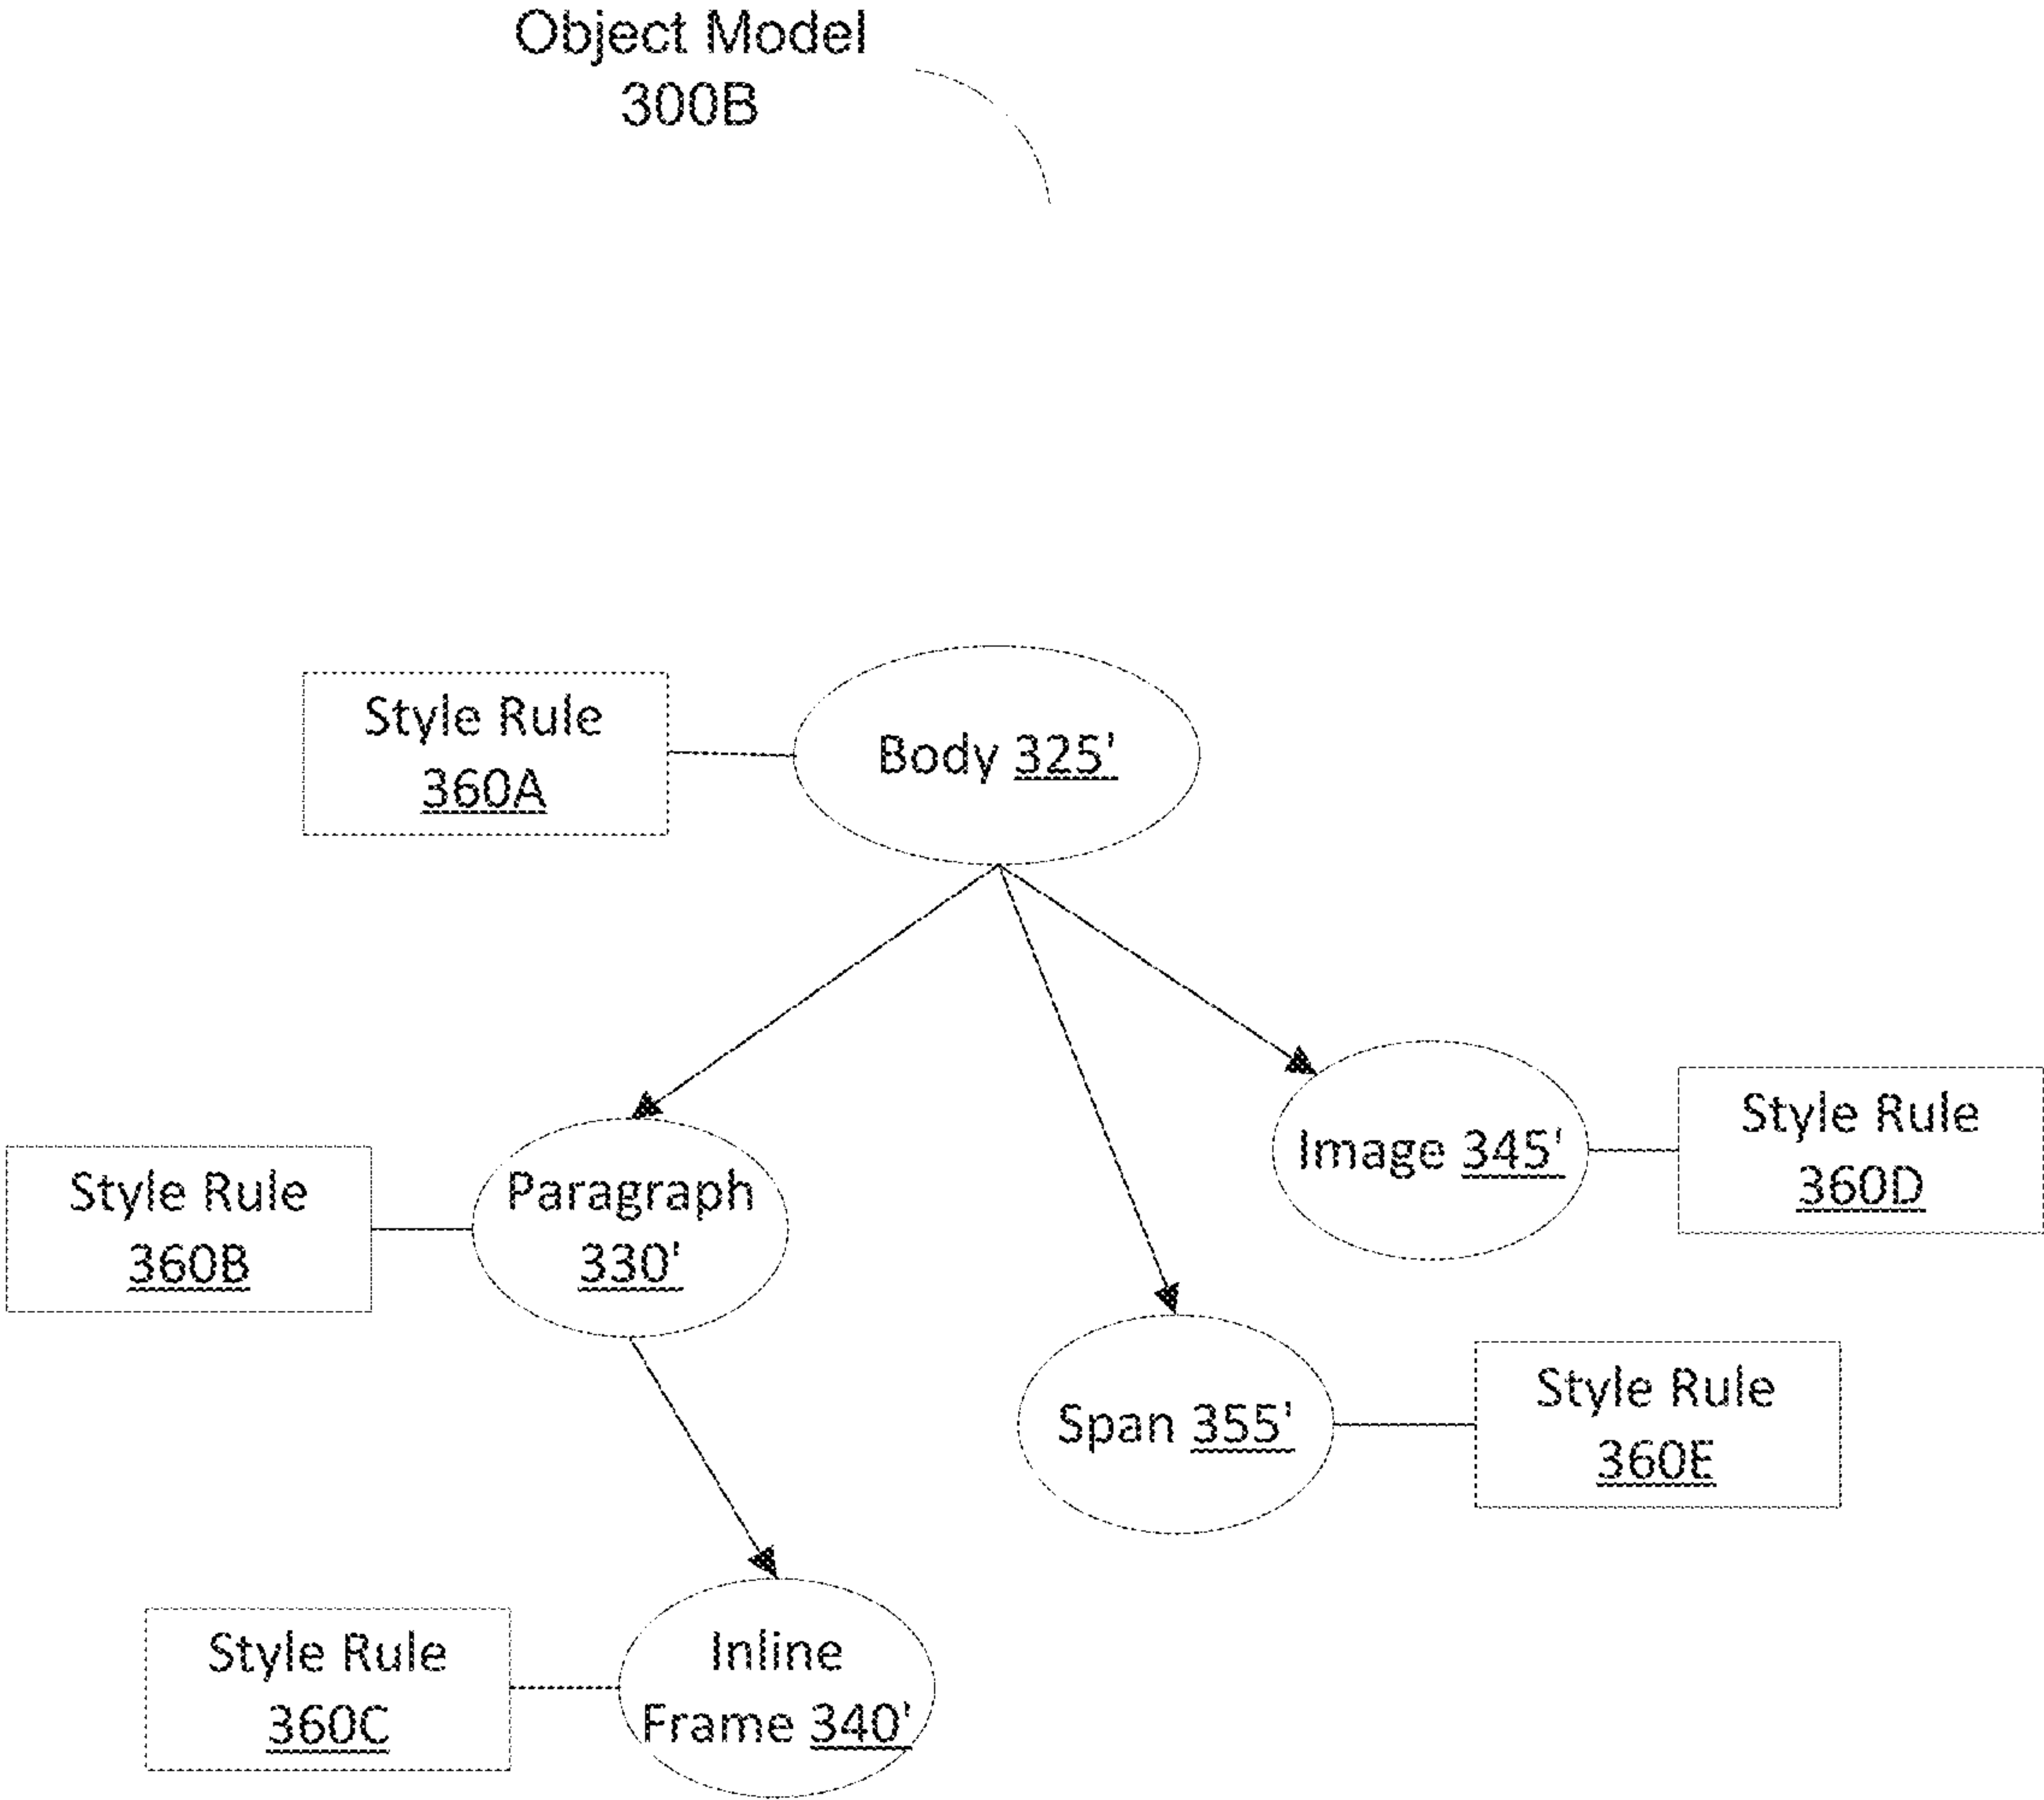 Object Model
300B
Style Rule
360A
Body 325'
Style Rule
360B
Paragraph
330'
Image 345'
Style Rule
360D
Span 355'
Style Rule
360E
Style Rule
360C
Inline
Frame 340'